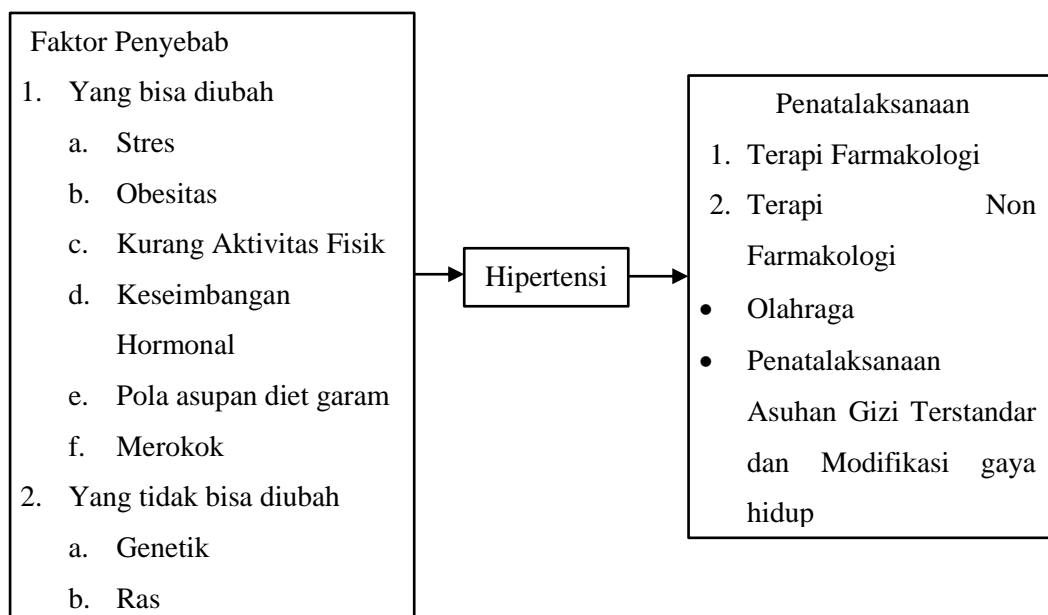 Faktor Penyebab
1. Yang bisa diubah
a. Stres
b. Obesitas
c. Kurang Aktivitas Fisik
d. Keseimbangan
Hormonal
e. Pola asupan diet garam
f. Merokok
2. Yang tidak bisa diubah
a. Genetik
b. Ras
Hipertensi
Penatalaksanaan
1. Terapi Farmakologi
2. Terapi Non
Farmakologi
• Olahraga
• Penatalaksanaan
Asuhan Gizi Terstandar
dan Modifikasi gaya
hidup